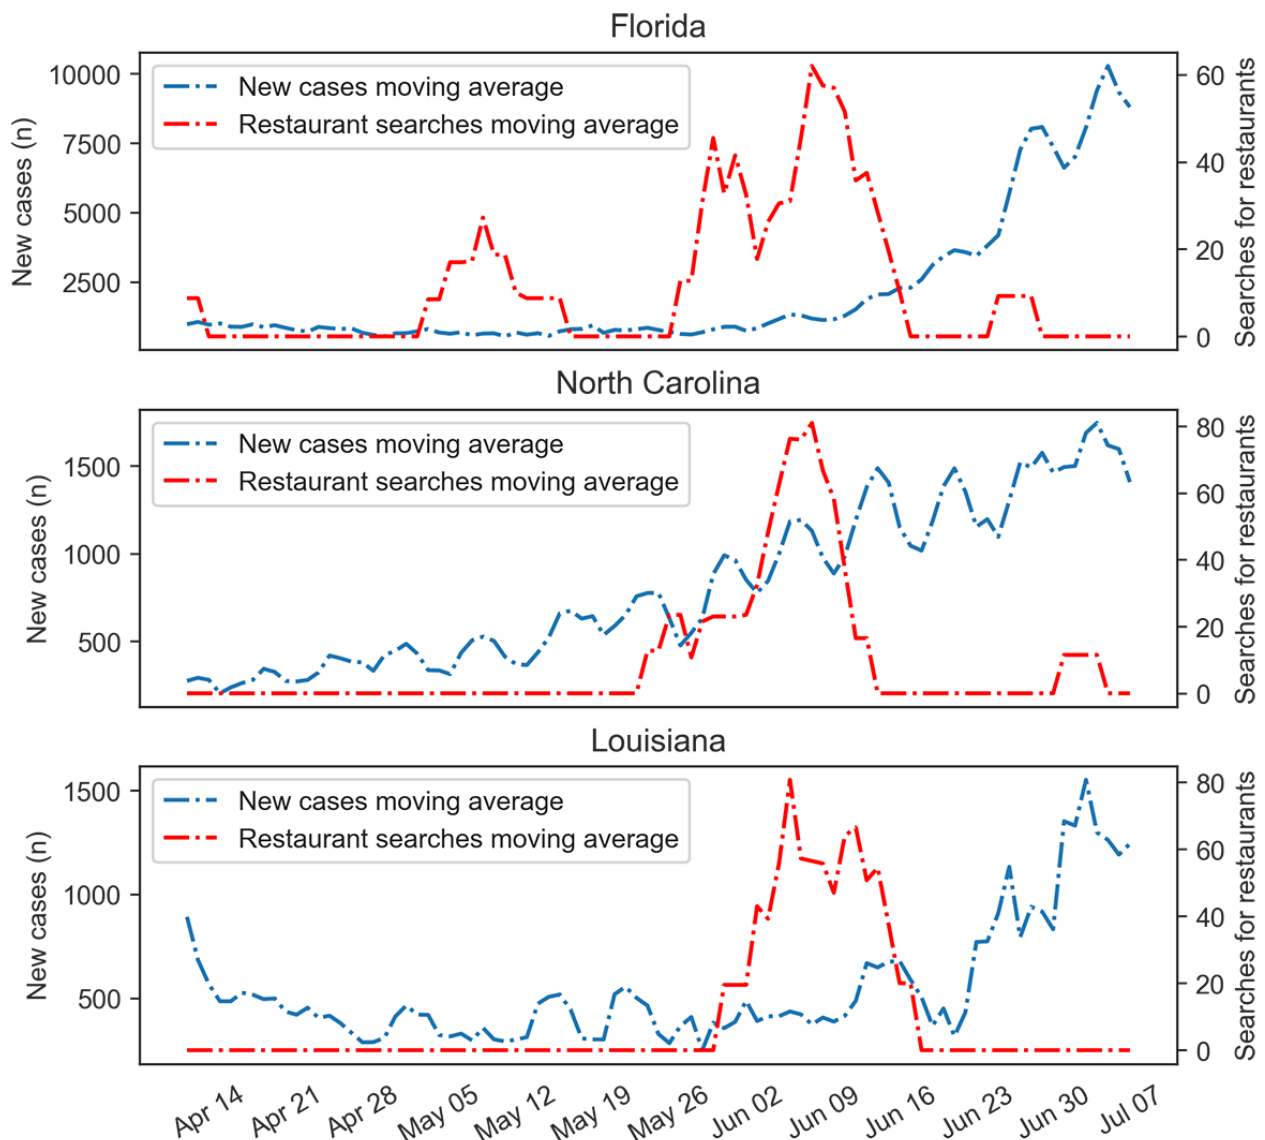 Florida
New cases (n)
10000
7500
5000
2500
New cases moving average
Restaurant searches moving average
60
40
20
0
Searches for restaurants
North Carolina
New cases (n)
1500
1000
500
New cases moving average
Restaurant searches moving average
80
60
40
20
0
Searches for restaurants
Louisiana
New cases (n)
1500
1000
500
New cases moving average
Restaurant searches moving average
80
60
40
20
0
Searches for restaurants
Apr 14 Apr 21 Apr 28 May 05 May 12 May 19 May 26 Jun 02 Jun 09 Jun 16 Jun 23 Jun 30 Jul 07